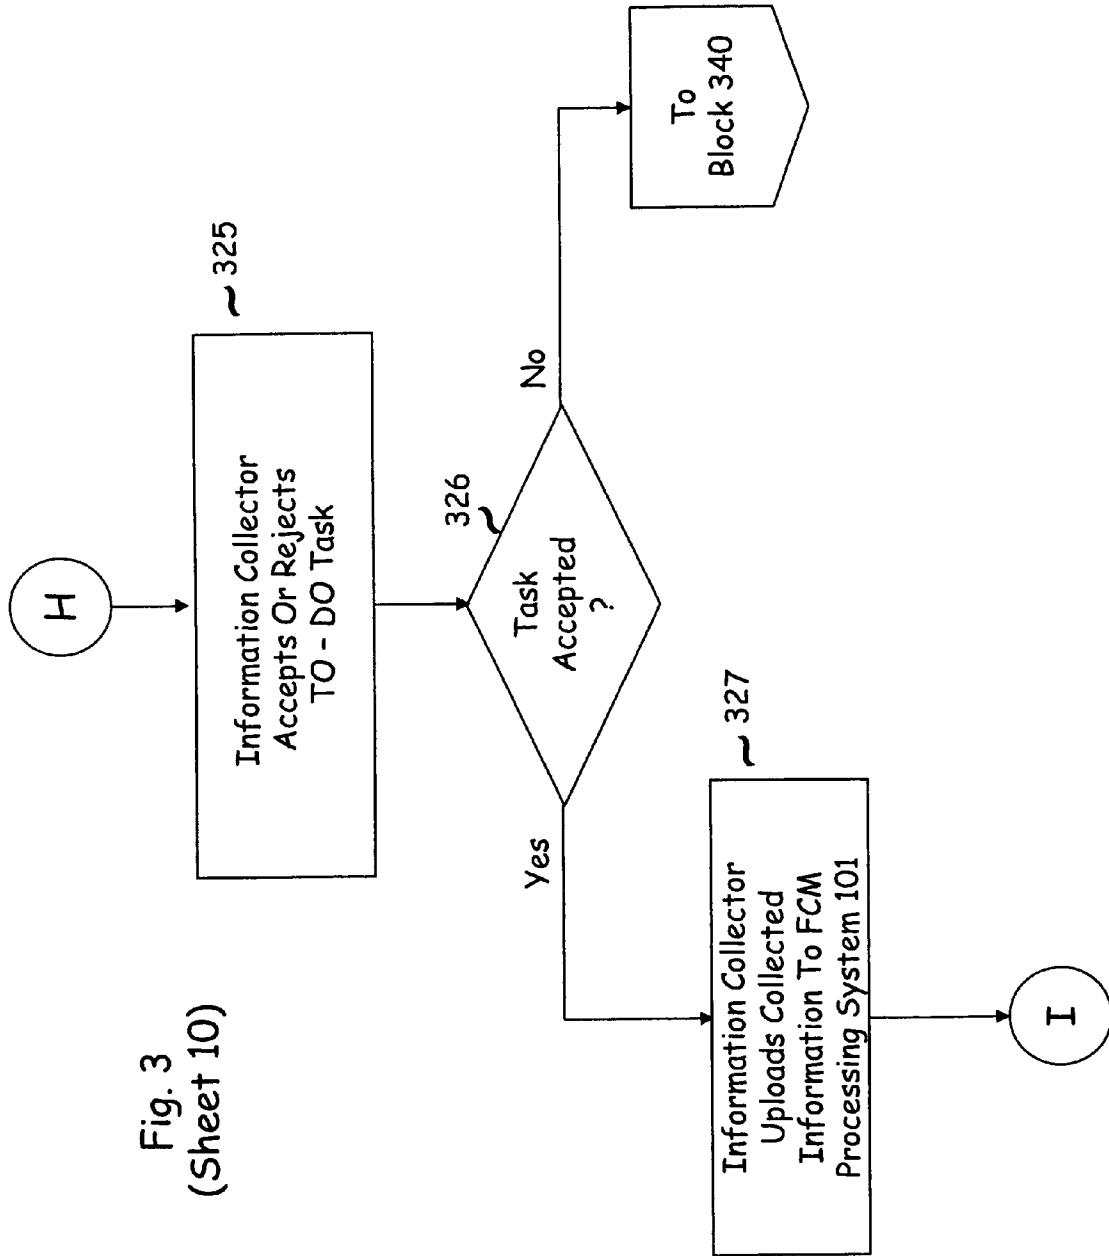 H
325
Information Collector
Accepts Or Rejects
TO - DO Task
326
Task
Accepted
?
No
To
Block 340
Yes
327
Information Collector
Uploads Collected
Information To FCM
Processing System 101
I
Fig. 3
(Sheet 10)